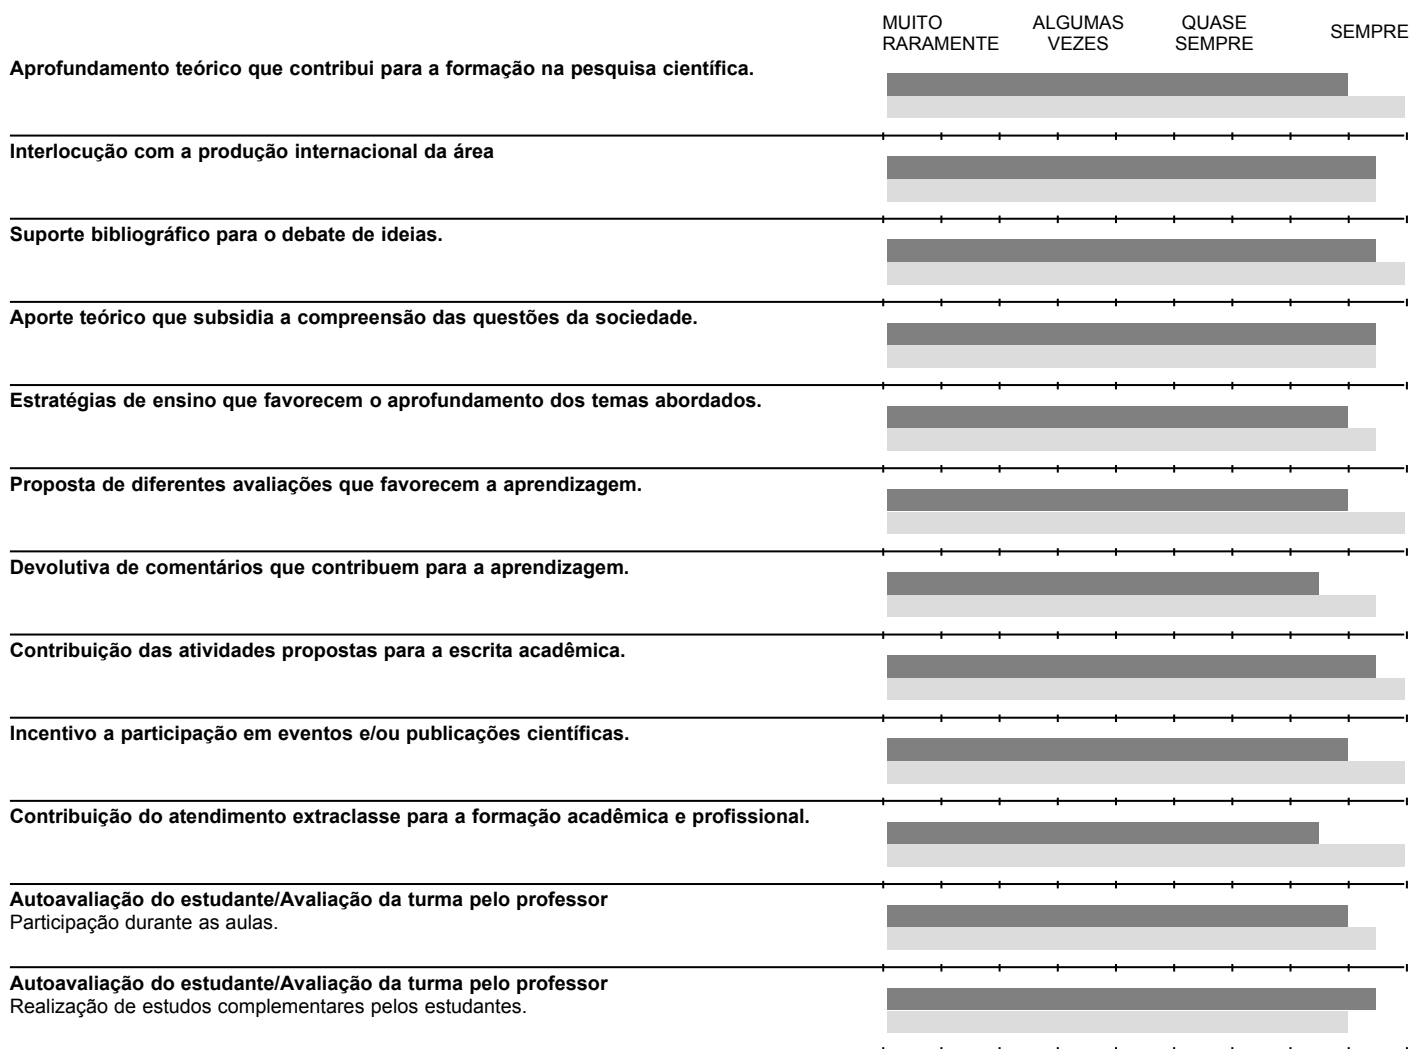 MUITO RARAMENTE
ALGUMAS VEZES
QUASE SEMPRE
SEMPRE
Aprofundamento teórico que contribui para a formação na pesquisa científica.
Interlocução com a produção internacional da área
Suporte bibliográfico para o debate de ideias.
Aporte teórico que subsidia a compreensão das questões da sociedade.
Estratégias de ensino que favorecem o aprofundamento dos temas abordados.
Proposta de diferentes avaliações que favorecem a aprendizagem.
Devolutiva de comentários que contribuem para a aprendizagem.
Contribuição das atividades propostas para a escrita acadêmica.
Incentivo a participação em eventos e/ou publicações científicas.
Contribuição do atendimento extraclasse para a formação acadêmica e profissional.
Autoavaliação do estudante/Avaliação da turma pelo professor
Participação durante as aulas.
Autoavaliação do estudante/Avaliação da turma pelo professor
Realização de estudos complementares pelos estudantes.